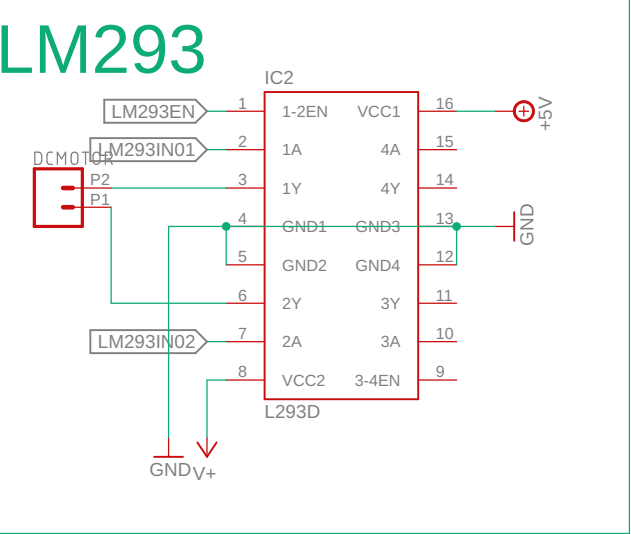 LM293
IC2
LM293EN 1 1-2EN VCC1 16 +5V
LM293IN01 2 1A 4A 15
DCMOTOR
P2 3 1Y 4Y 14
P1
4 GND1 GND3 13 GND
5 GND2 GND4 12
6 2Y 3Y 11
LM293IN02 7 2A 3A 10
8 VCC2 3-4EN 9
L293D
GND V+